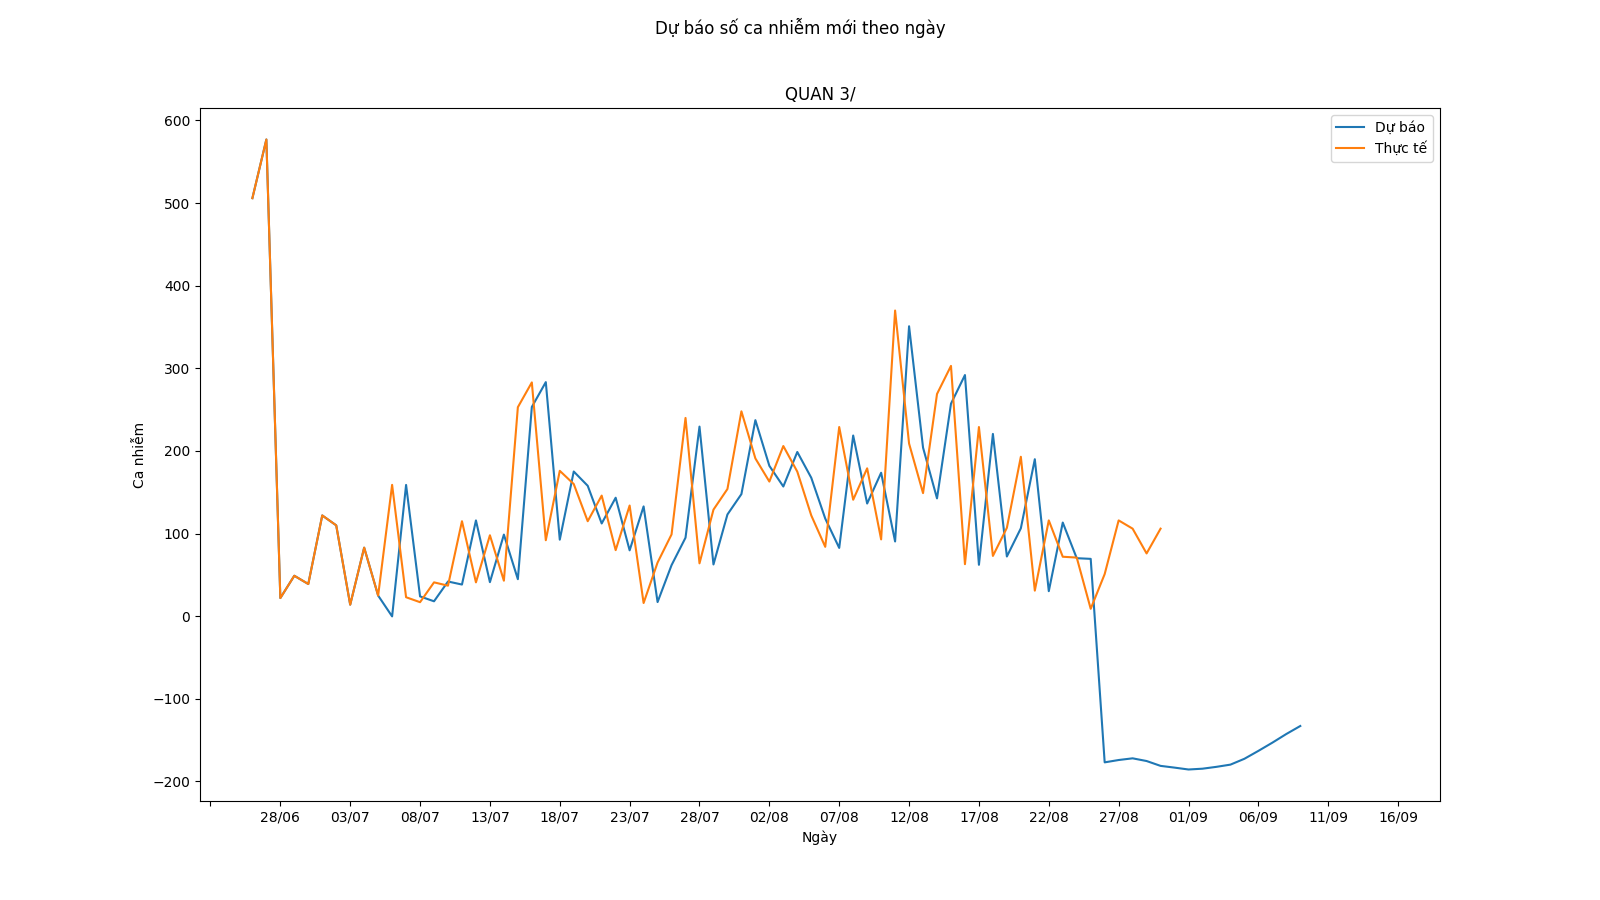 Dự báo số ca nhiễm mới theo ngày
QUAN 3/
Dự báo
Thực tế
Ca nhiễm
600
500
400
300
200
100
0
−100
−200
28/06 03/07 08/07 13/07 18/07 23/07 28/07 02/08 07/08 12/08 17/08 22/08 27/08 01/09 06/09 11/09 16/09
Ngày